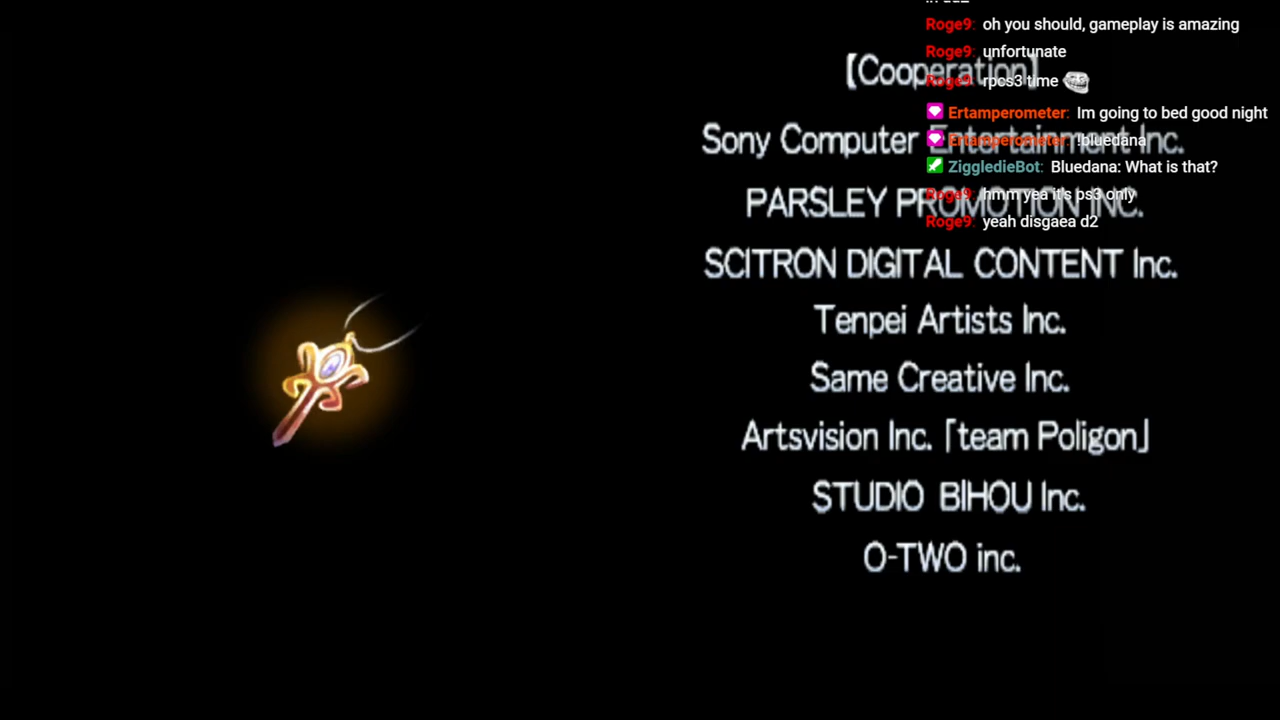 Roge9: oh you should, gameplay is amazing
Roge9: unfortunate
【Cooperation】
Roge9: rpcs3 time
Ertamperometer: Im going to bed good night
Sony Computer Entertainment Inc.
Ertamperometer: !bluedana
ZiggledieBot: Bluedana: What is that?
PARSLEY PROMOTION INC.
Roge9: hmm yea it's ps3 only
Roge9: yeah disgaea d2
SCITRON DIGITAL CONTENT Inc.
Tenpei Artists Inc.
Same Creative Inc.
Artsvision Inc.「team Poligon」
STUDIO BIHOU Inc.
O-TWO inc.